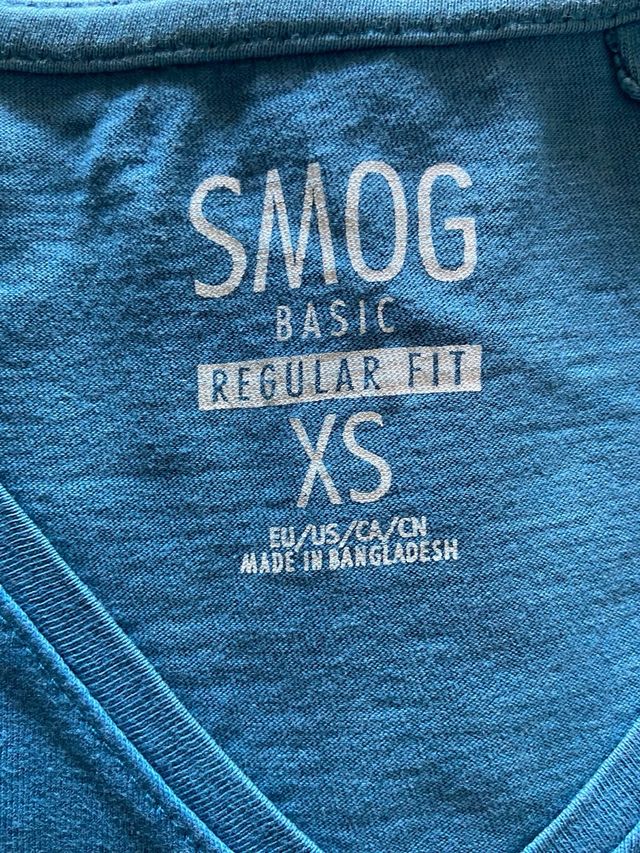 SMOG
BASIC
REGULAR FIT
XS
EU/US/CA/CN
MADE IN BANGLADESH